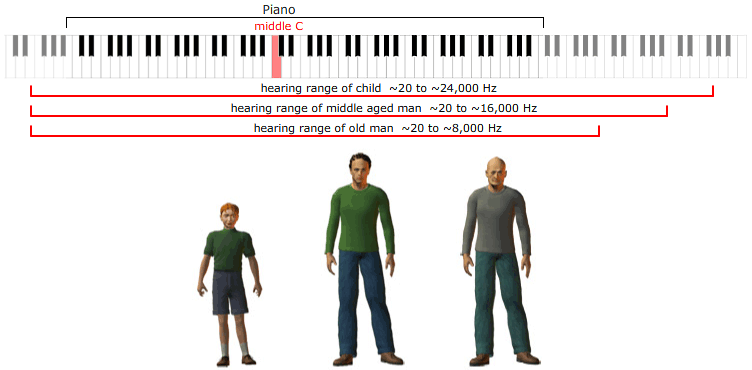 Piano
middle C
hearing range of child ~20 to ~24,000 Hz
hearing range of middle aged man ~20 to ~16,000 Hz
hearing range of old man ~20 to ~8,000 Hz